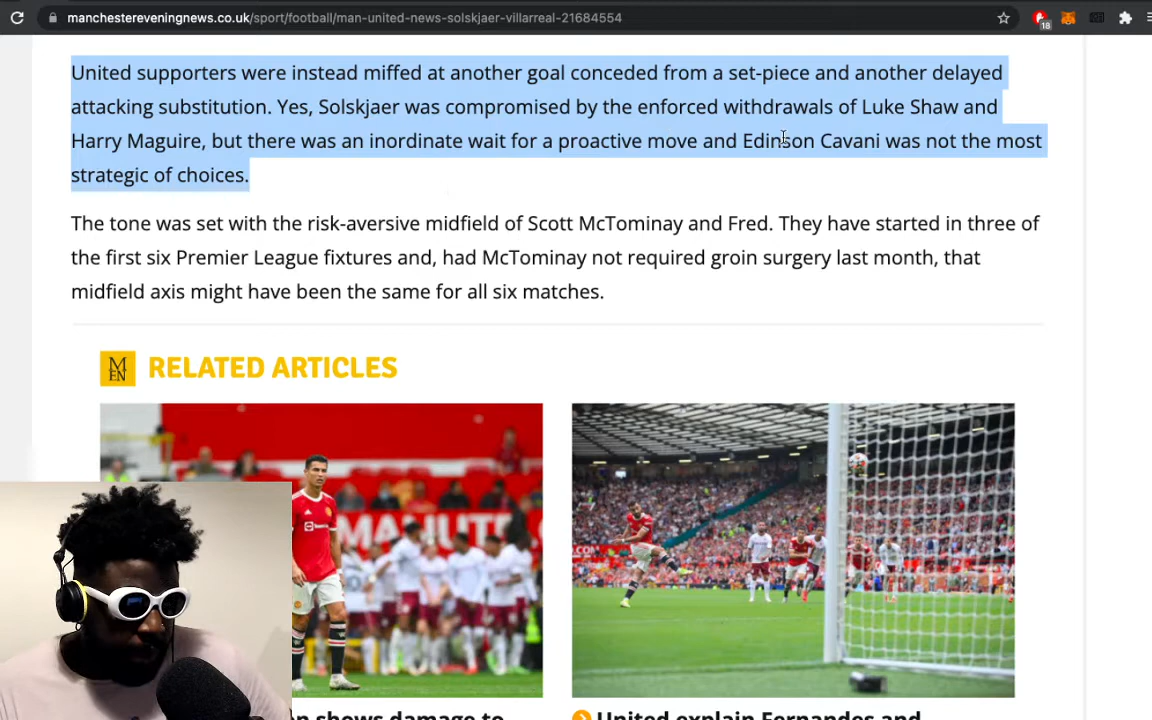 manchestereveningnews.co.uk/sport/football/man-united-news-solskjaer-villarreal-21684554
18
United supporters were instead miffed at another goal conceded from a set-piece and another delayed
attacking substitution. Yes, Solskjaer was compromised by the enforced withdrawals of Luke Shaw and
Harry Maguire, but there was an inordinate wait for a proactive move and Edinson Cavani was not the most
strategic of choices.
The tone was set with the risk-aversive midfield of Scott McTominay and Fred. They have started in three of
the first six Premier League fixtures and, had McTominay not required groin surgery last month, that
midfield axis might have been the same for all six matches.
M
EN
RELATED ARTICLES
shows damage to
United explain Fernandes and